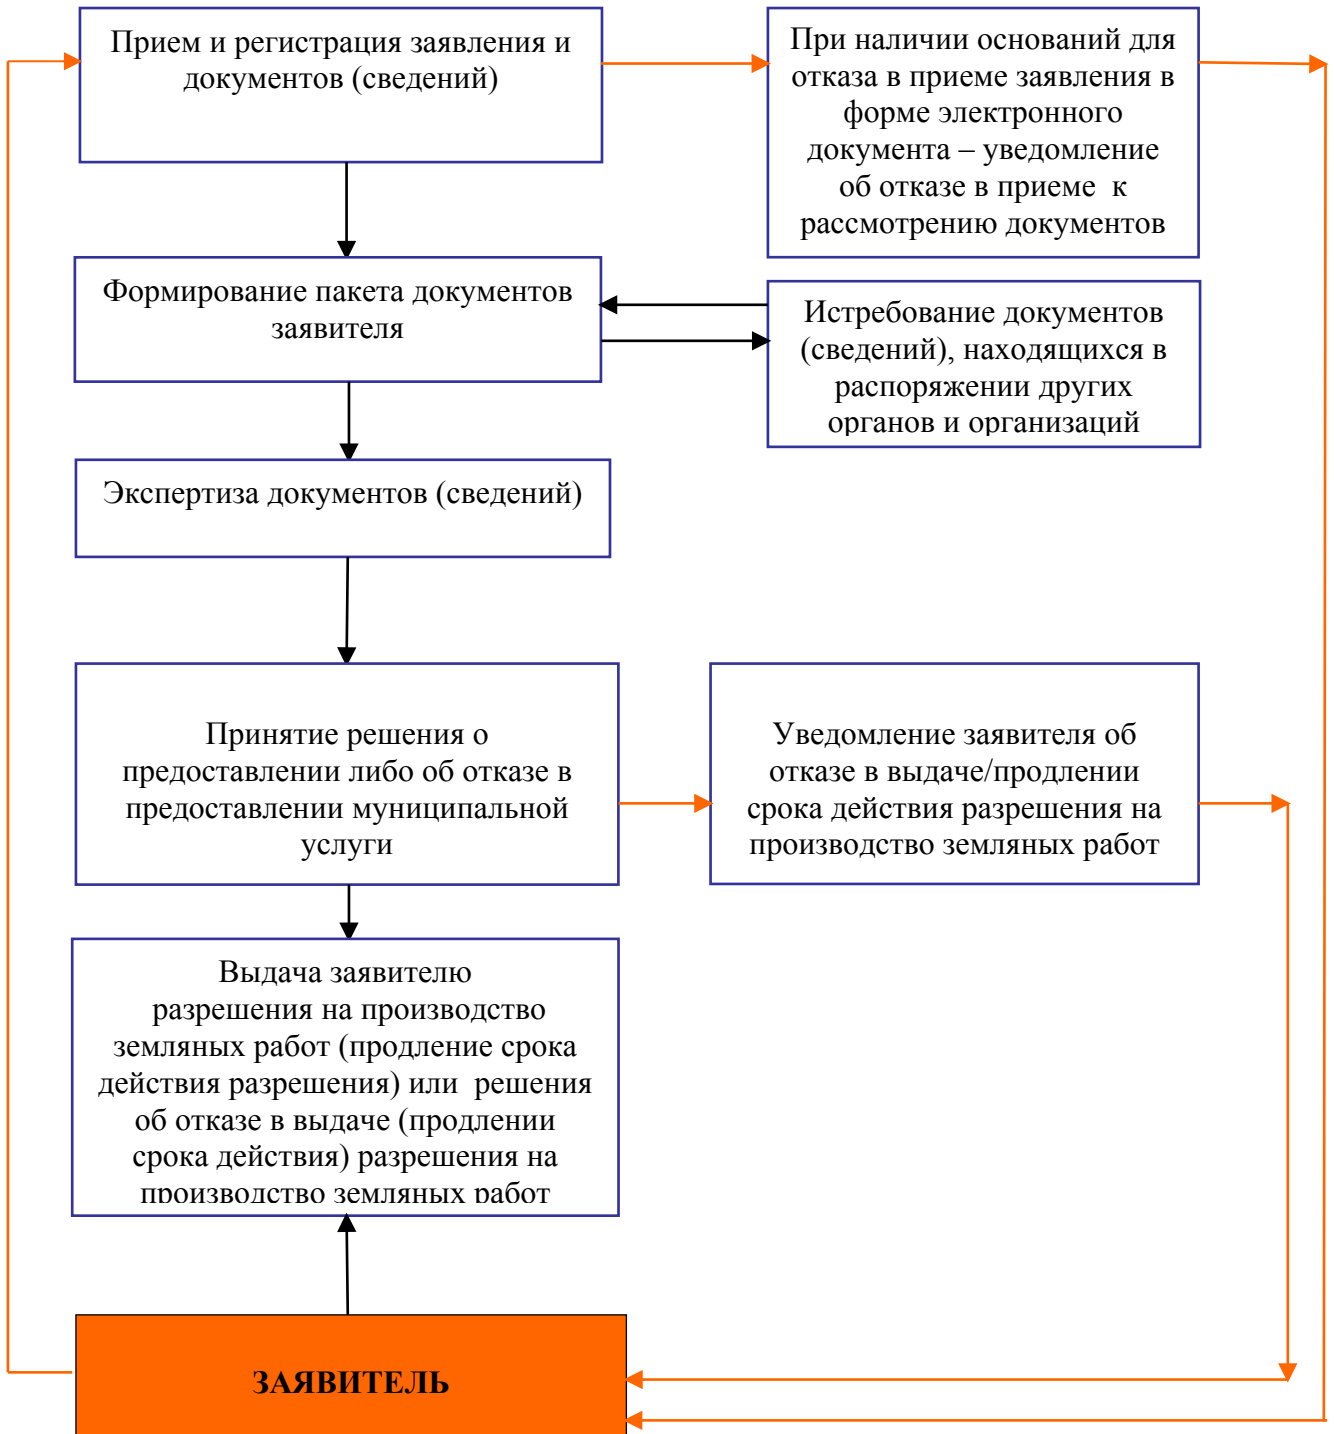 Прием и регистрация заявления и
документов (сведений)
При наличии оснований для
отказа в приеме заявления в
форме электронного
документа – уведомление
об отказе в приеме к
рассмотрению документов
Формирование пакета документов
заявителя
Истребование документов
(сведений), находящихся в
распоряжении других
органов и организаций
Экспертиза документов (сведений)
Принятие решения о
предоставлении либо об отказе в
предоставлении муниципальной
услуги
Уведомление заявителя об
отказе в выдаче/продлении
срока действия разрешения на
производство земляных работ
Выдача заявителю
разрешения на производство
земляных работ (продление срока
действия разрешения) или решения
об отказе в выдаче (продлении
срока действия) разрешения на
производство земляных работ
ЗАЯВИТЕЛЬ